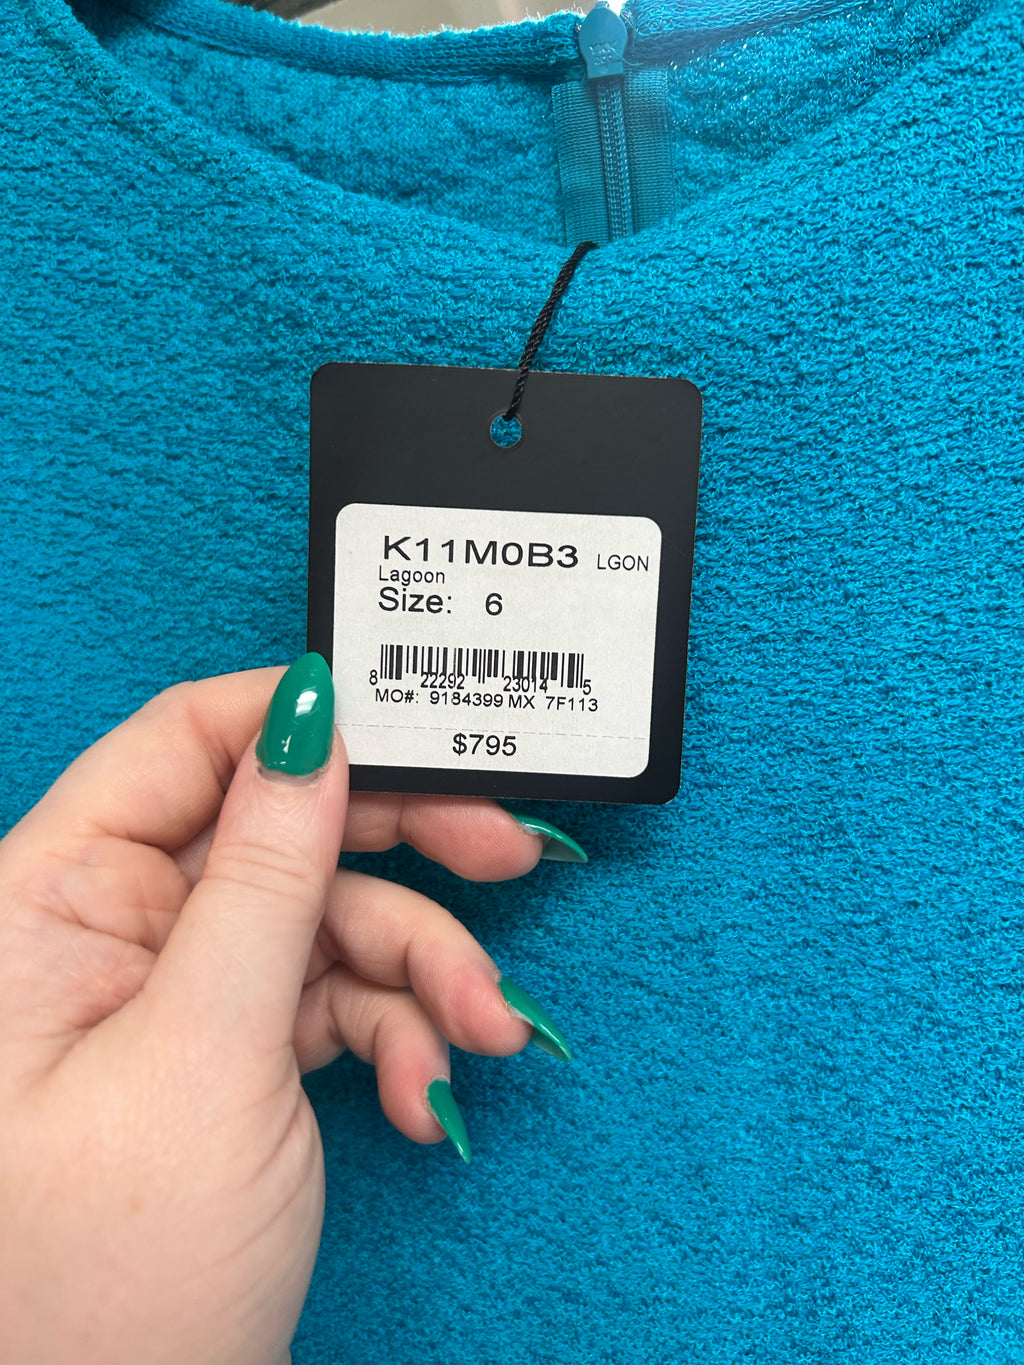 K11M0B3 LGON
Lagoon
Size: 6
8 22292 23014 5
MO#: 9184399 MX 7F113
$795